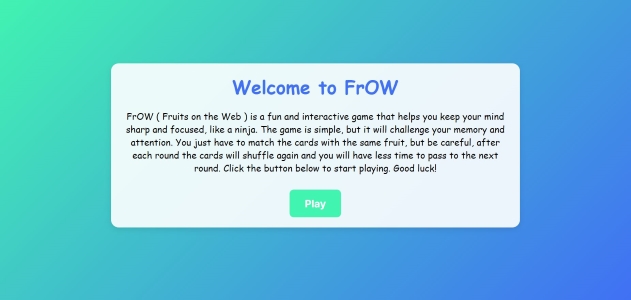 Welcome to FrOW
FrOW ( Fruits on the Web ) is a fun and interactive game that helps you keep your mind
sharp and focused, like a ninja. The game is simple, but it will challenge your memory and
attention. You just have to match the cards with the same fruit, but be careful, after
each round the cards will shuffle again and you will have less time to pass to the next
round. Click the button below to start playing. Good luck!
Play